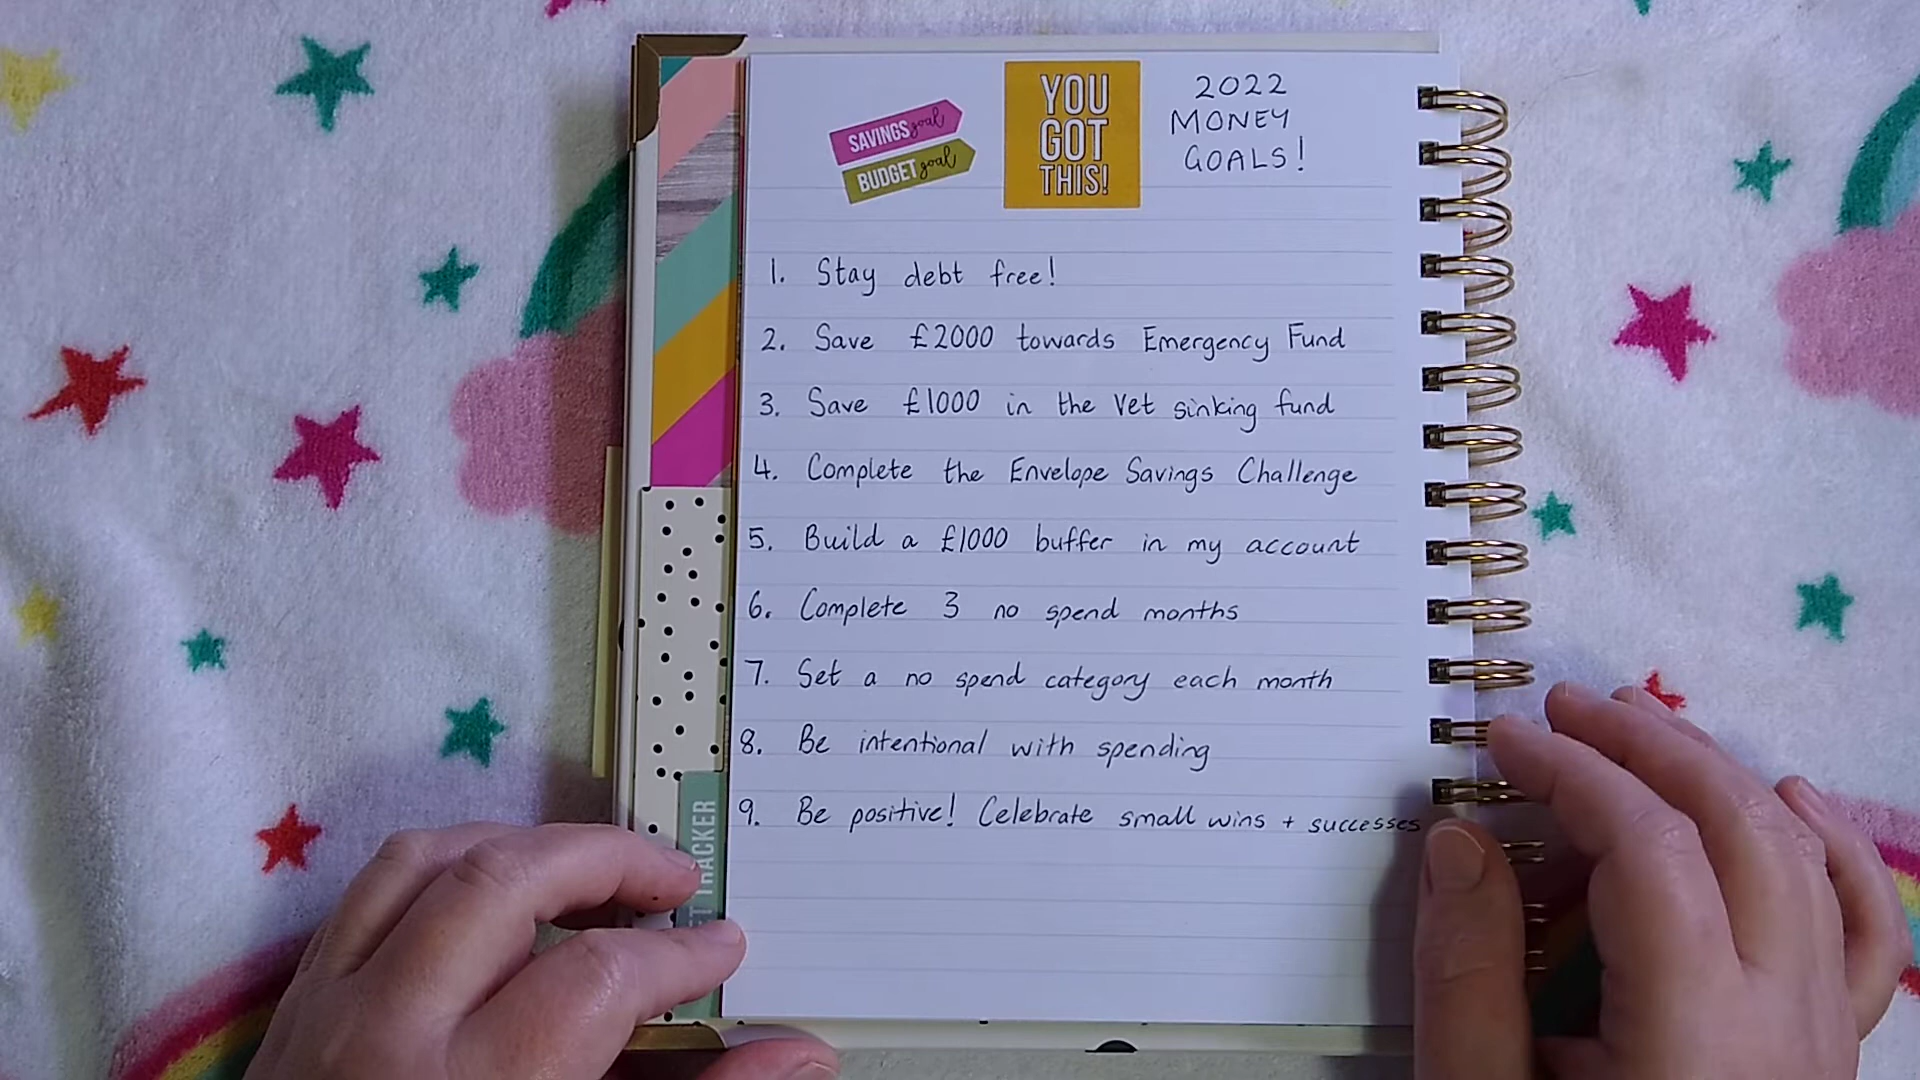 SAVINGS goal
BUDGET goal
YOU
GOT
THIS!
2022
MONEY
GOALS!
1. Stay debt free!
2. Save £2000 towards Emergency Fund
3. Save £1000 in the Vet sinking fund
4. Complete the Envelope Savings Challenge
5. Build a £1000 buffer in my account
6. Complete 3 no spend months
7. Set a no spend category each month
8. Be intentional with spending
9. Be positive! Celebrate small wins + successes